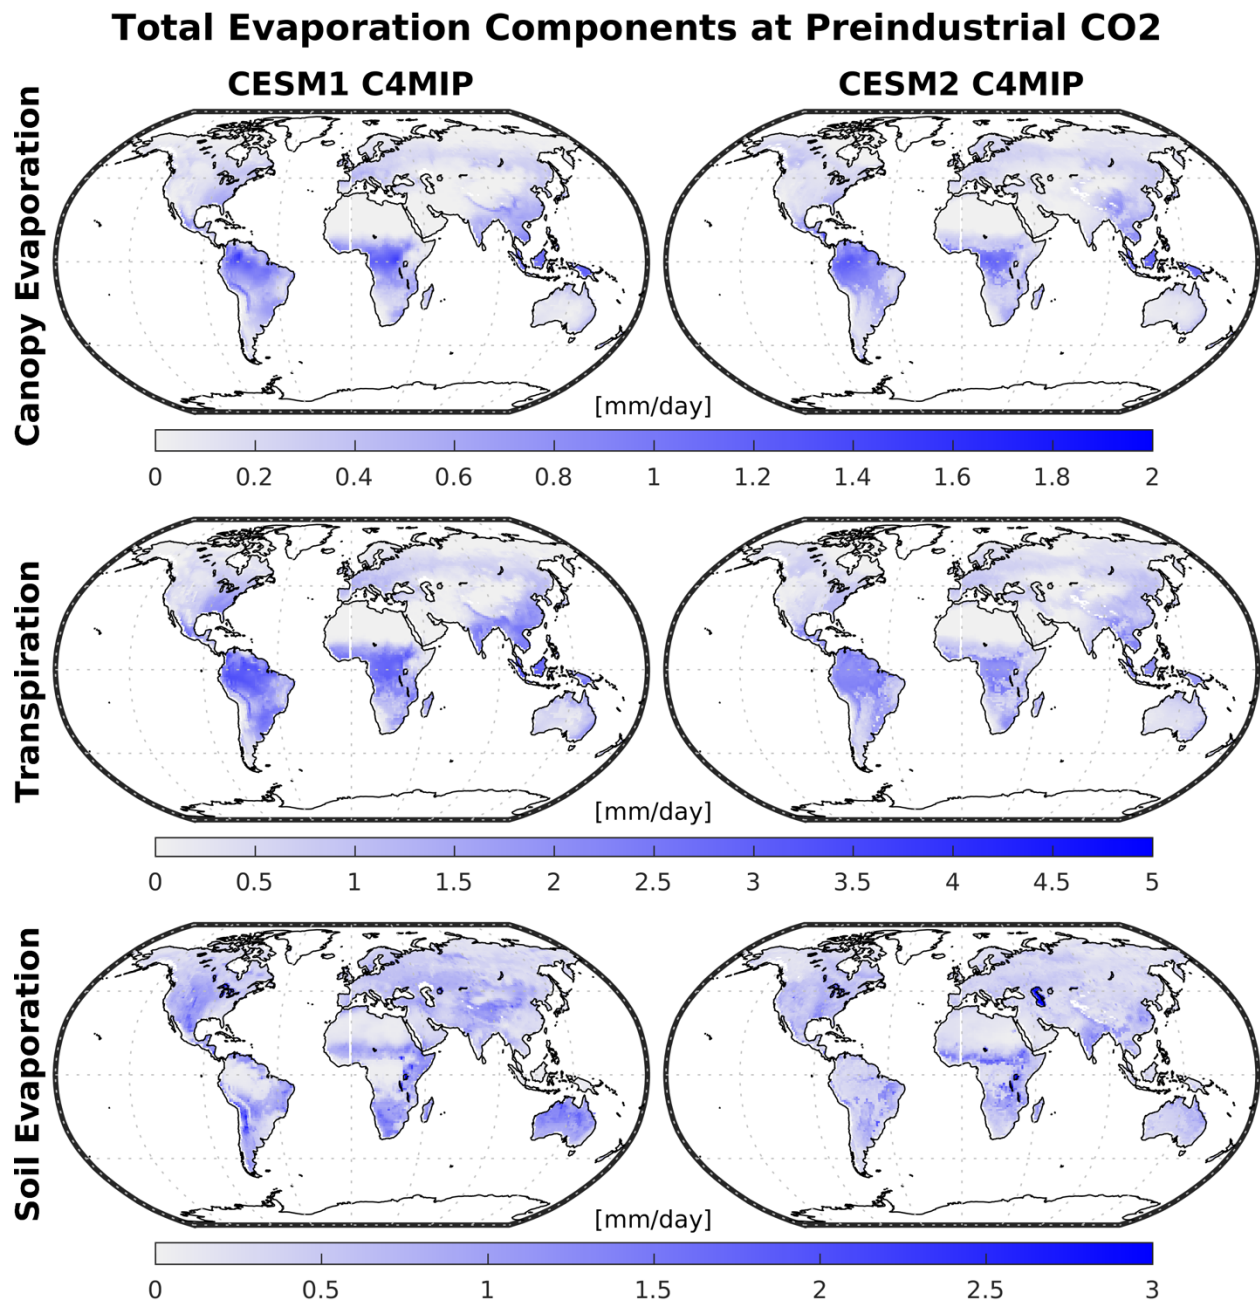 Total Evaporation Components at Preindustrial CO2
CESM1 C4MIP
CESM2 C4MIP
Canopy Evaporation
[mm/day]
0 0.2 0.4 0.6 0.8 1 1.2 1.4 1.6 1.8 2
Transpiration
[mm/day]
0 0.5 1 1.5 2 2.5 3 3.5 4 4.5 5
Soil Evaporation
[mm/day]
0 0.5 1 1.5 2 2.5 3